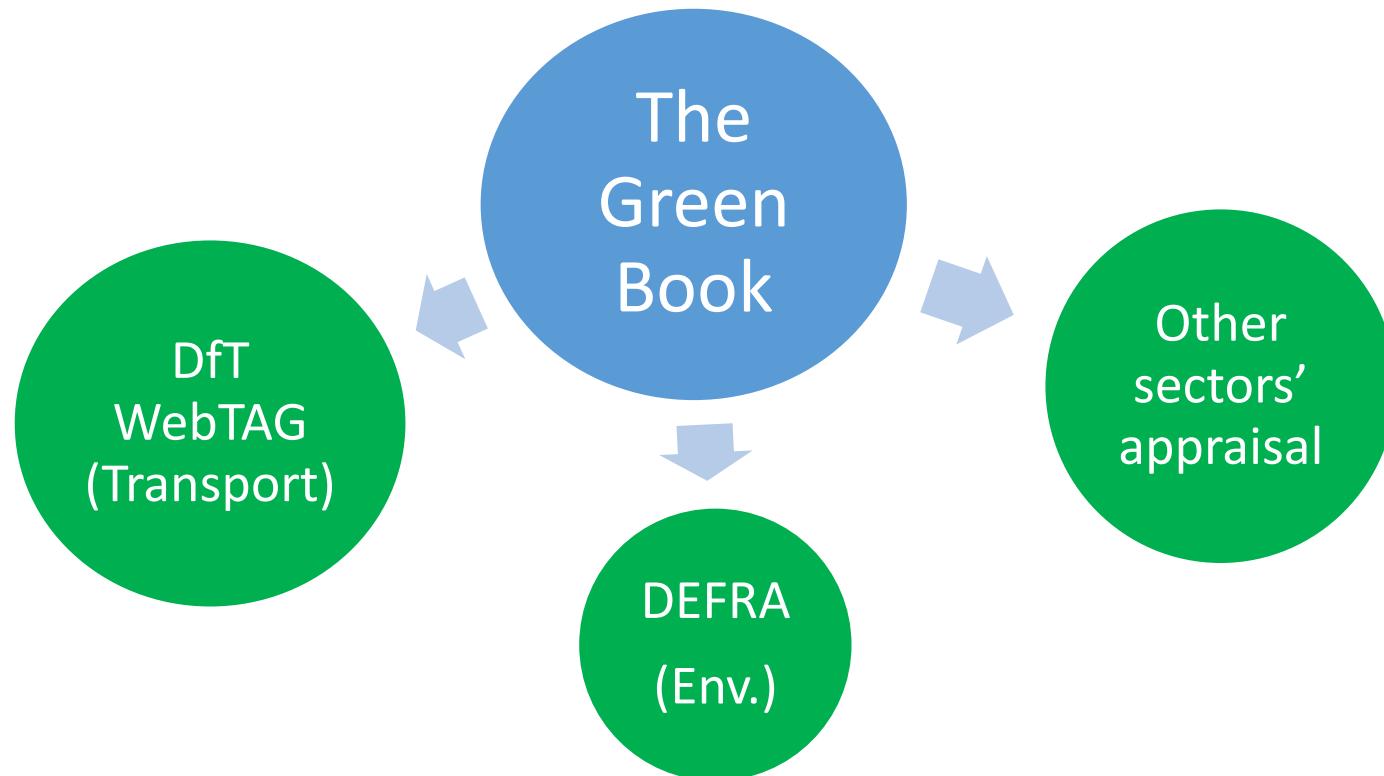 The
Green
Book
DfT
WebTAG
(Transport)
DEFRA
(Env.)
Other
sectors’
appraisal